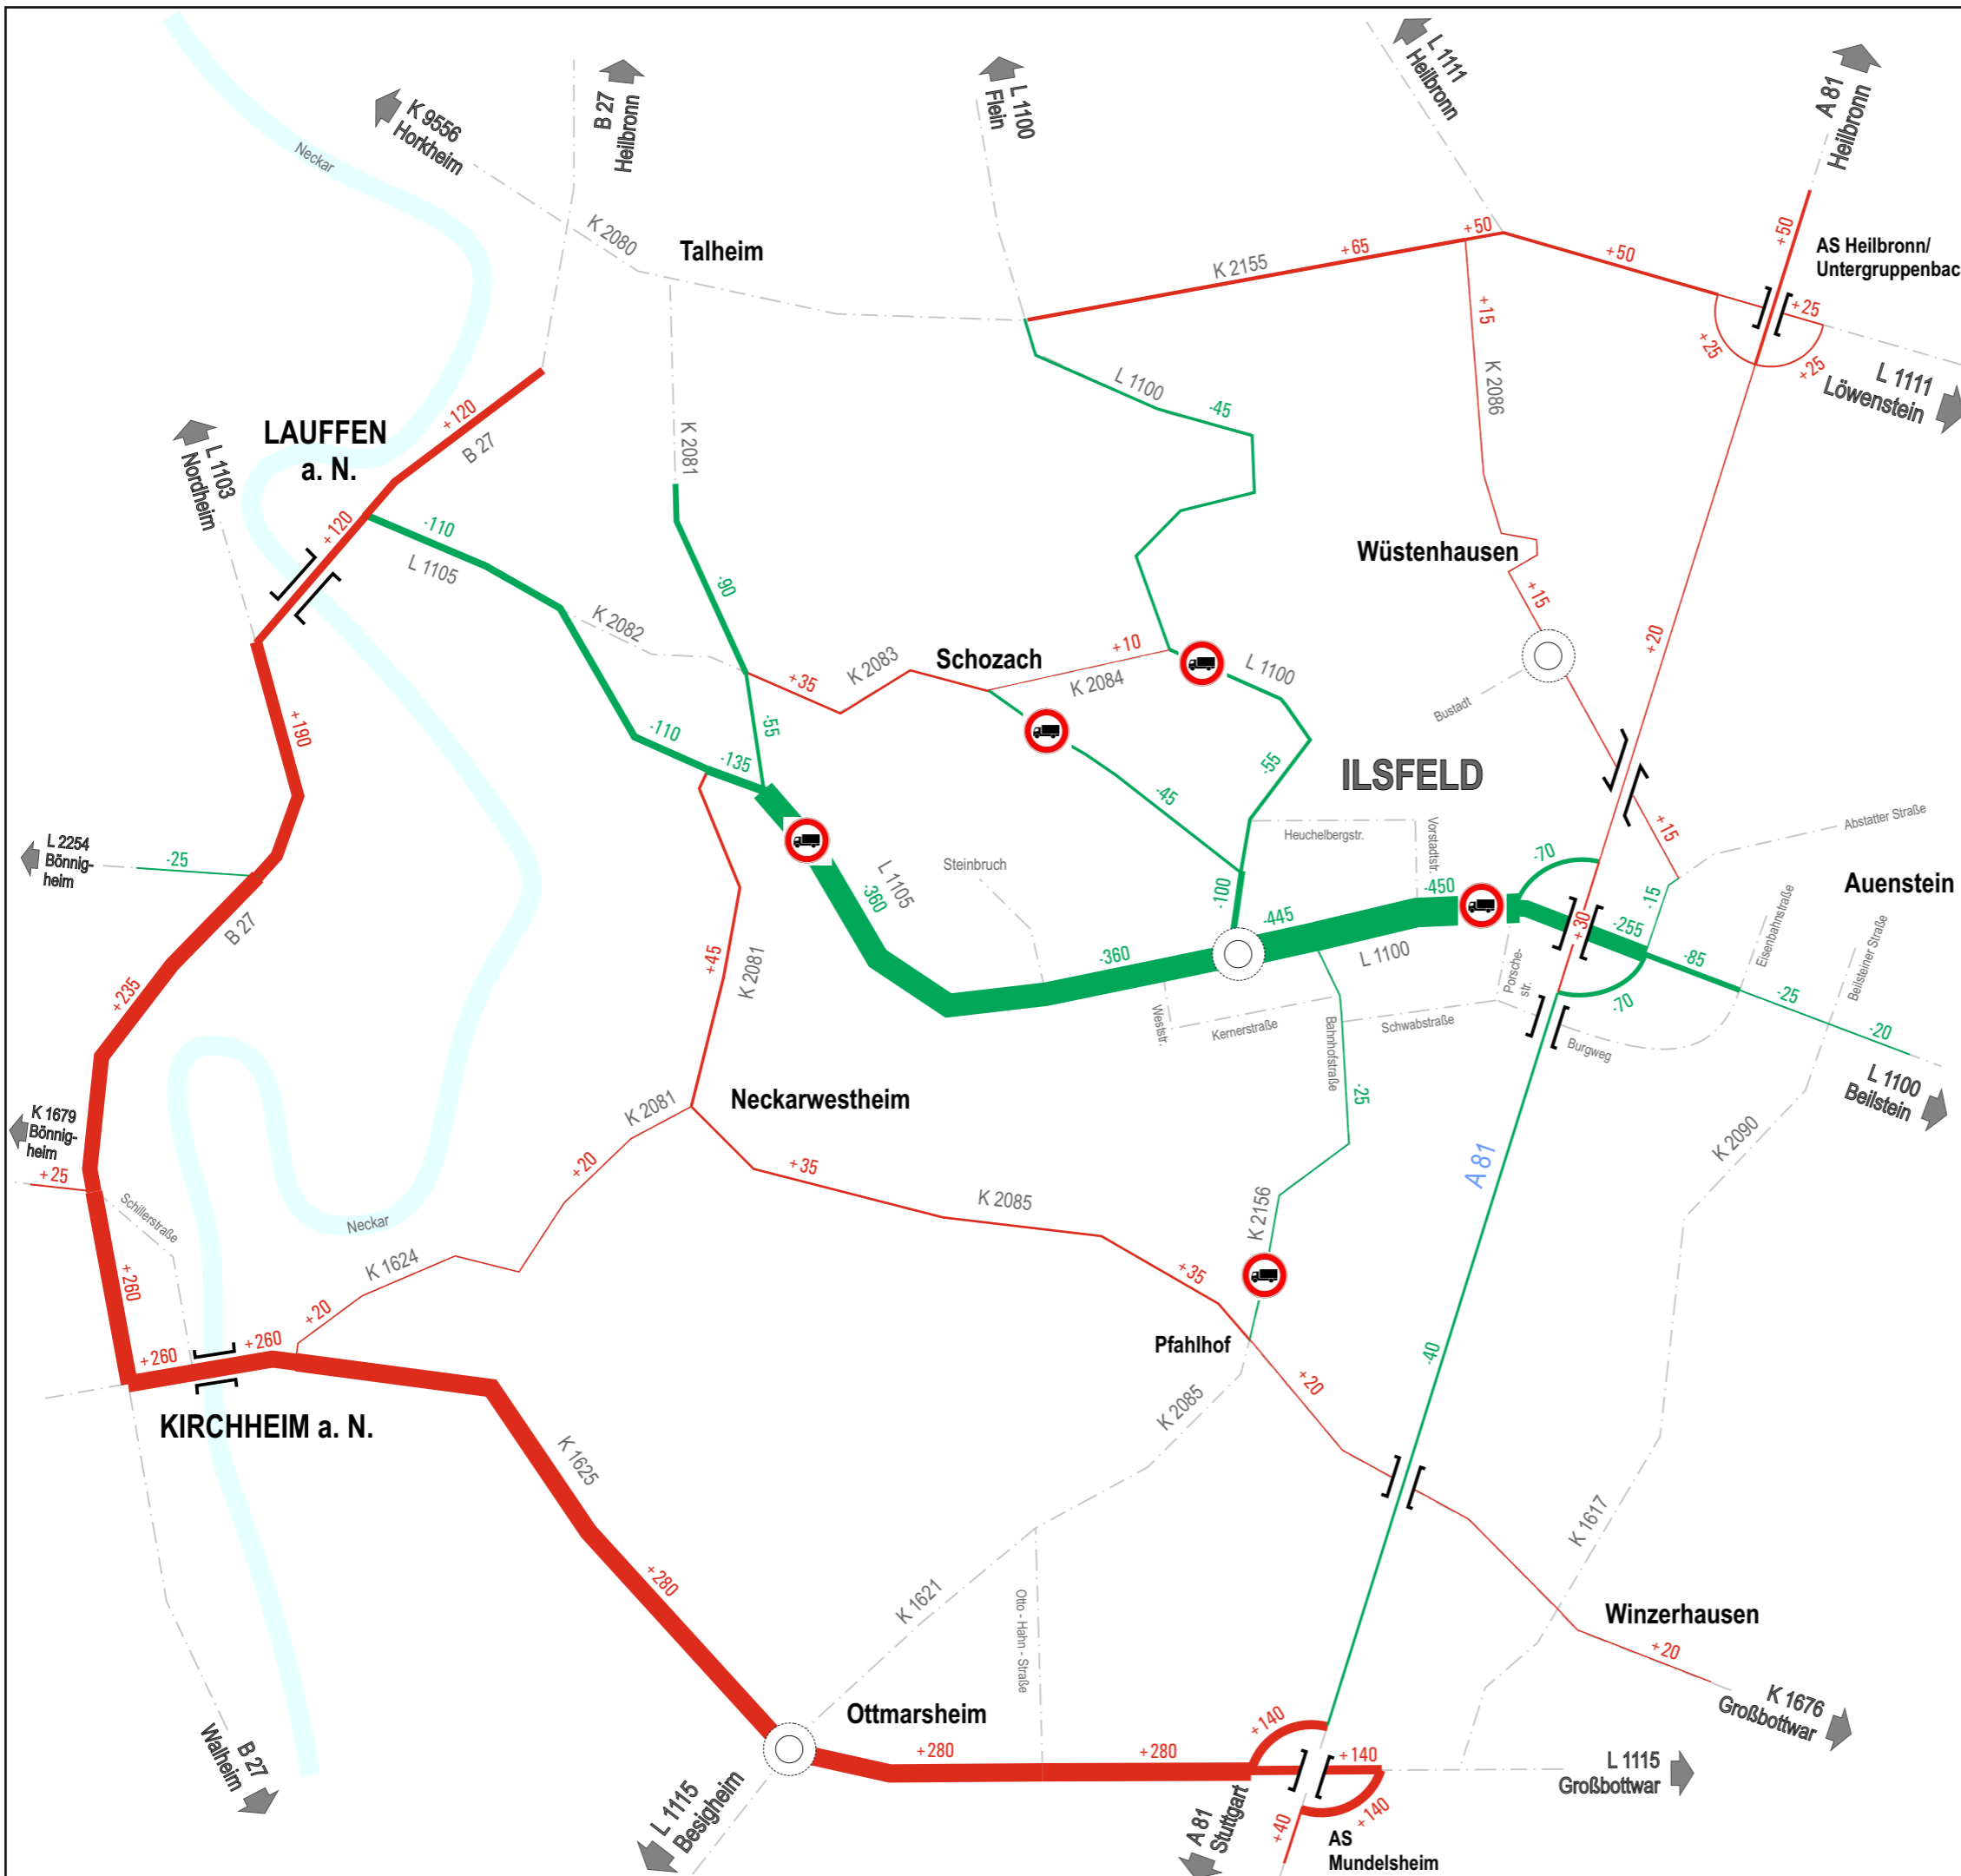 L 1111
Heilbronn
A 81
Heilbronn
B 27
Heilbronn
L 1100
Flein
K 9556
Horkheim
Neckar
K 2080
Talheim
K 2155
+65
+50
+50
+50
AS Heilbronn/
Untergruppenbac
+25
+25
+25
L 1111
Löwenstein
+15
K 2086
L 1100
-45
K 2081
+120
B 27
LAUFFEN
a. N.
L 1103
Nordheim
+120
-110
L 1105
-90
K 2082
Wüstenhausen
+15
+20
Schozach
+10
K 2083
+35
K 2084
L 1100
Bustadt
+190
-55
-110
-135
-45
-55
ILSFELD
+15
Abstatter Straße
Heuchelbergstr.
Vorstadtstr.
L 2254
Bönnig-
heim
-25
Steinbruch
L 1105
-360
-100
-445
-450
-70
-15
Auenstein
+30
-255
-85
Eisenbahnstraße
Beilsteiner Straße
B 27
-360
L 1100
Porsche-
str.
-70
-25
-20
+235
+45
K 2081
Weststr.
Kernerstraße
Bahnhofstraße
Schwabstraße
Burgweg
L 1100
Beilstein
-25
K 1679
Bönnig-
heim
+25
Neckarwestheim
K 2081
+20
+35
K 2085
A 81
K 2090
Schillerstraße
Neckar
K 1624
K 2156
+260
+20
+35
+260
+260
Pfahlhof
-40
+20
KIRCHHEIM a. N.
K 2085
K 1625
K 1617
+280
K 1621
Otto - Hahn - Straße
Winzerhausen
+20
K 1676
Großbottwar
Ottmarsheim
B 27
Walheim
+280
+280
+140
+140
L 1115
Großbottwar
L 1115
Besigheim
A 81
Stuttgart
+40
+140
AS
Mundelsheim